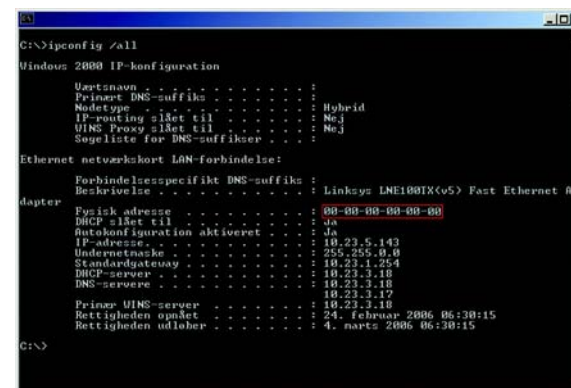 C:\>ipconfig /all
Windows 2000 IP-konfiguration
Værtsnavn . . . . . . . . . . . . :
Primært DNS-suffiks . . . . . . . :
Nodetype . . . . . . . . . . . . : Hybrid
IP-routing slået til . . . . . . : Nej
WINS Proxy slået til . . . . . . : Nej
Søgeliste for DNS-suffikser . . . :
Ethernet netværkskort LAN-forbindelse:
Forbindelsesspecifikt DNS-suffiks :
Beskrivelse . . . . . . . . . . . : Linksys LNE100TX(v5) Fast Ethernet A
dapter
Fysisk adresse . . . . . . . . . : 00-00-00-00-00-00
DHCP slået til . . . . . . . . . : Ja
Autokonfiguration aktiveret . . . : Ja
IP-adresse. . . . . . . . . . . . : 10.23.5.143
Undernetmaske . . . . . . . . . . : 255.255.0.0
Standardgateway . . . . . . . . . : 10.23.1.254
DHCP-server . . . . . . . . . . . : 10.23.3.18
DNS-servere . . . . . . . . . . . : 10.23.3.18
10.23.3.17
Primær WINS-server . . . . . . . : 10.23.3.18
Rettigheden opnået . . . . . . . : 24. februar 2006 06:30:15
Rettigheden udløber . . . . . . . : 4. marts 2006 06:30:15
C:\>